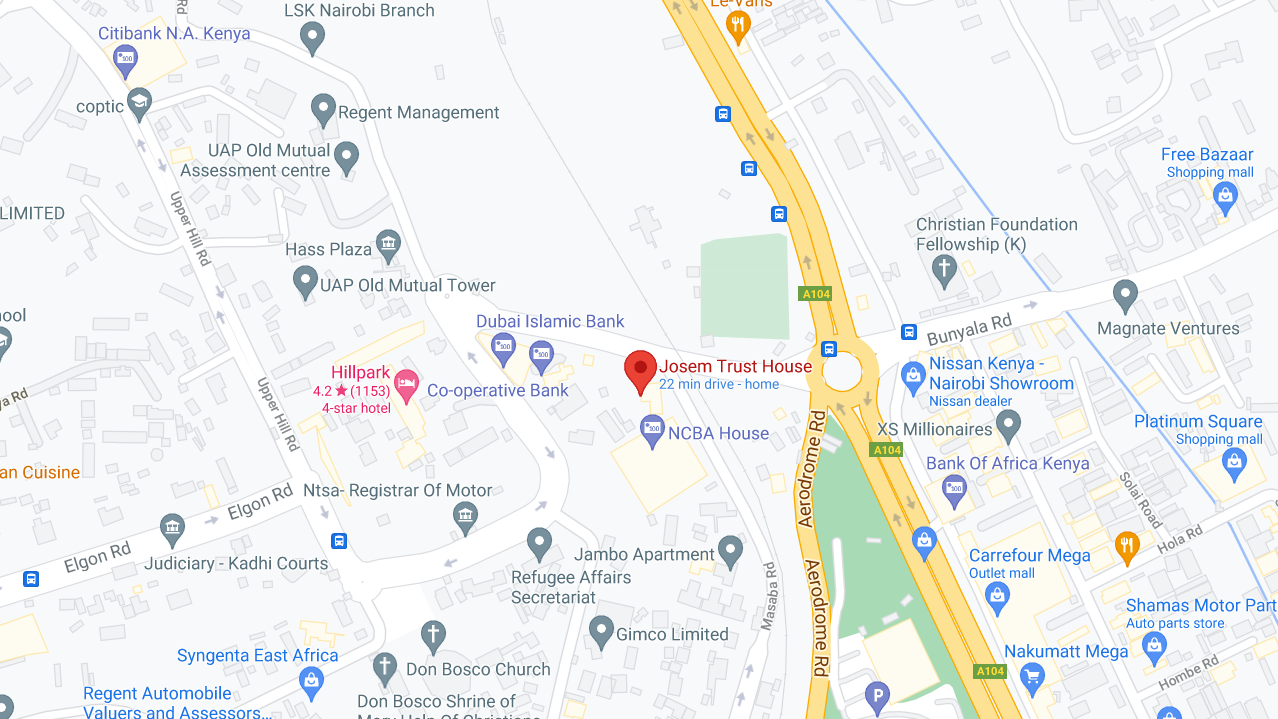 Rd
LSK Nairobi Branch
Le-Vans
Citibank N.A. Kenya
coptic
Regent Management
UAP Old Mutual
Assessment centre
Free Bazaar
Shopping mall
LIMITED
Upper Hill Rd
Hass Plaza
Christian Foundation
Fellowship (K)
UAP Old Mutual Tower
A104
Dubai Islamic Bank
Bunyala Rd
Magnate Ventures
Hillpark
4.2 ★ (1153)
4-star hotel
Co-operative Bank
Josem Trust House
22 min drive - home
Nissan Kenya -
Nairobi Showroom
Nissan dealer
Upper Hill Rd
ya Rd
NCBA House
XS Millionaires
Platinum Square
Shopping mall
A104
Aerodrome Rd
Bank Of Africa Kenya
an Cuisine
Elgon Rd
Ntsa- Registrar Of Motor
Solai Road
Hola Rd
Elgon Rd
Judiciary - Kadhi Courts
Jambo Apartment
Carrefour Mega
Outlet mall
Refugee Affairs
Secretariat
Masaba Rd
Aerodrome Rd
Gimco Limited
Shamas Motor Part
Auto parts store
Syngenta East Africa
Don Bosco Church
Nakumatt Mega
Hombe Rd
A104
Regent Automobile
Valuers and Assessors...
Don Bosco Shrine of
Mary Help Of Christians
P